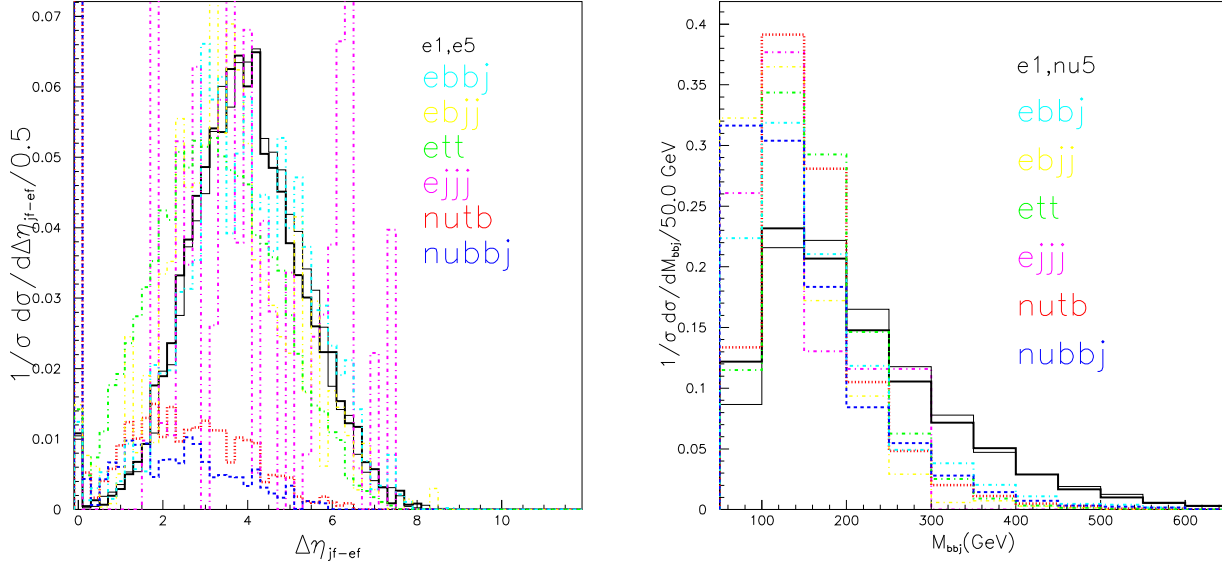 1/σ dσ/dΔη_jf−ef/0.5
0.07
0.06
0.05
0.04
0.03
0.02
0.01
0
0 2 4 6 8 10
Δη_jf−ef
e1,e5
ebbj
ebjj
ett
ejjj
nutb
nubbj
1/σ dσ/dM_bbj/50.0 GeV
0.4
0.35
0.3
0.25
0.2
0.15
0.1
0.05
0
100 200 300 400 500 600
M_bbj(GeV)
e1,nu5
ebbj
ebjj
ett
ejjj
nutb
nubbj